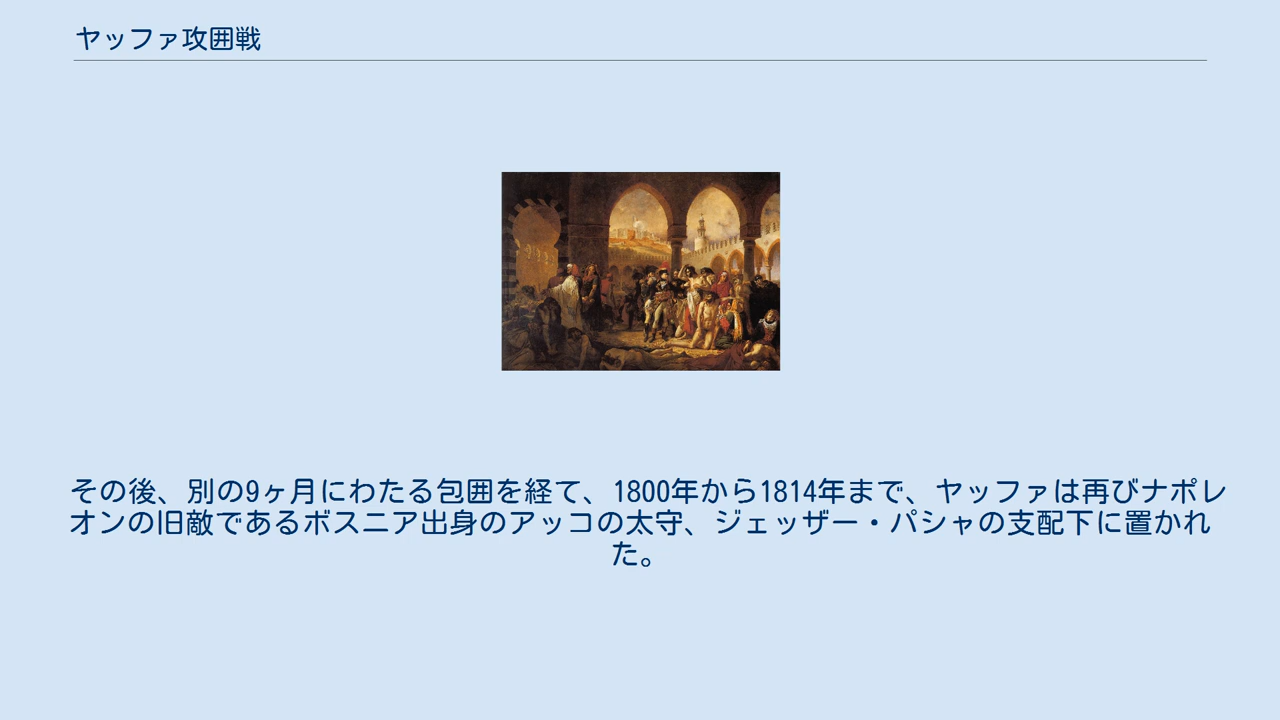 ヤッファ攻囲戦
その後、別の9ヶ月にわたる包囲を経て、1800年から1814年まで、ヤッファは再びナポレ
オンの旧敵であるボスニア出身のアッコの太守、ジェッザー・パシャの支配下に置かれ
た。